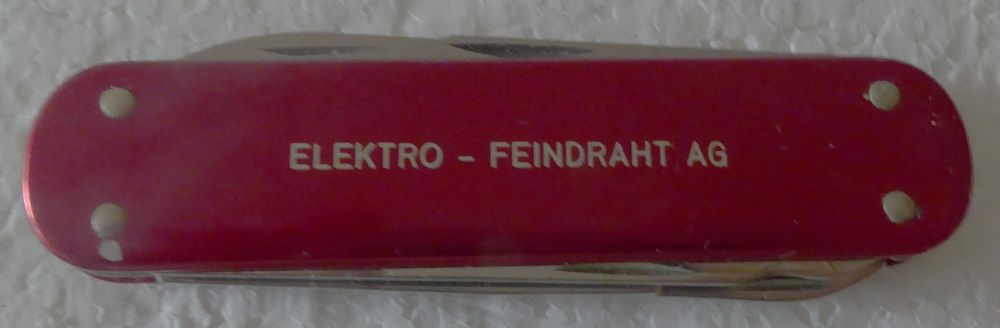 ELEKTRO - FEINDRAHT AG